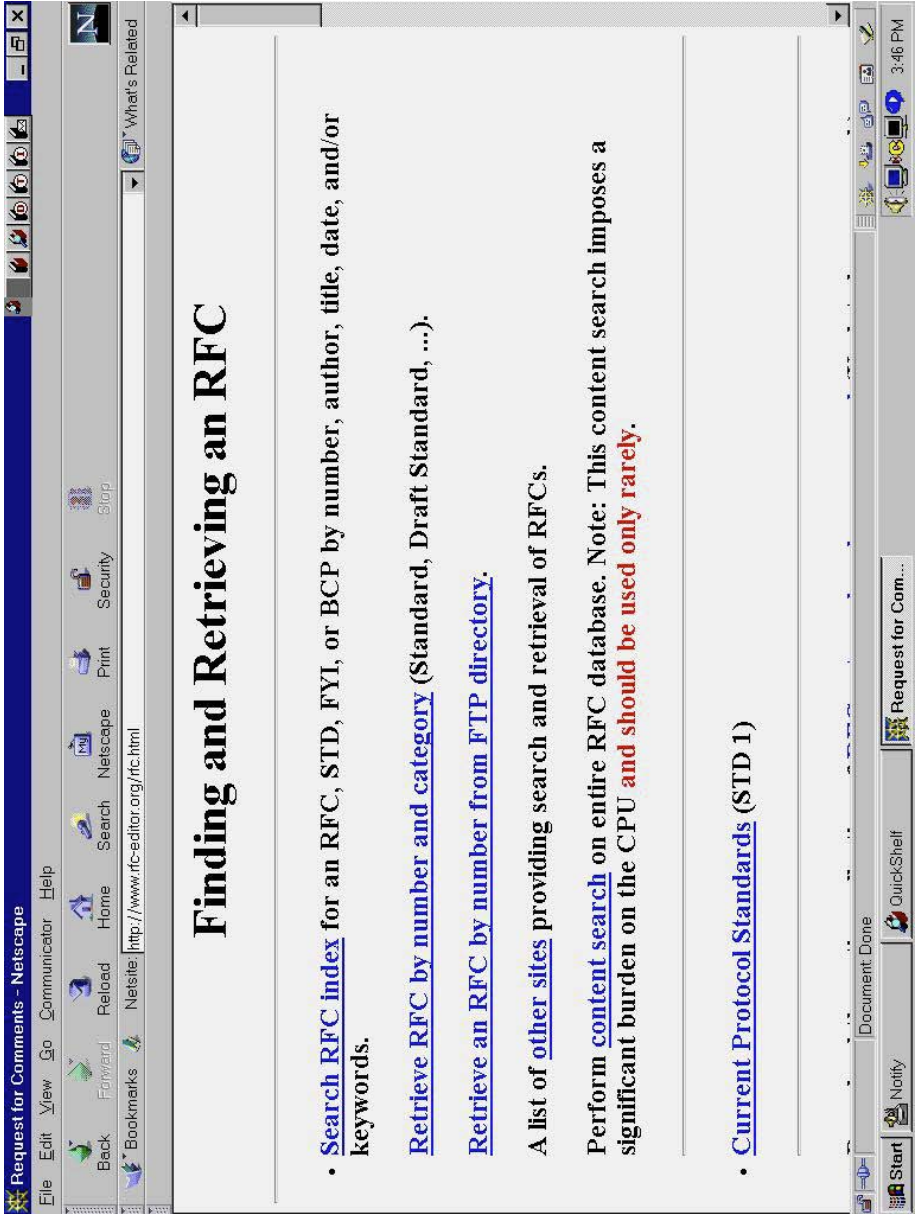 Request for Comments - Netscape
File Edit View Go Communicator Help
Back Forward Reload Home Search Netscape Print Security Stop
Bookmarks Netsite: http://www.rfc-editor.org/rfc.html What's Related
Finding and Retrieving an RFC
• Search RFC index for an RFC, STD, FYI, or BCP by number, author, title, date, and/or
keywords.
Retrieve RFC by number and category (Standard, Draft Standard, ...).
Retrieve an RFC by number from FTP directory.
A list of other sites providing search and retrieval of RFCs.
Perform content search on entire RFC database. Note: This content search imposes a
significant burden on the CPU and should be used only rarely.
• Current Protocol Standards (STD 1)
Document: Done
Start Notify QuickShelf Request for Com... 3:46 PM